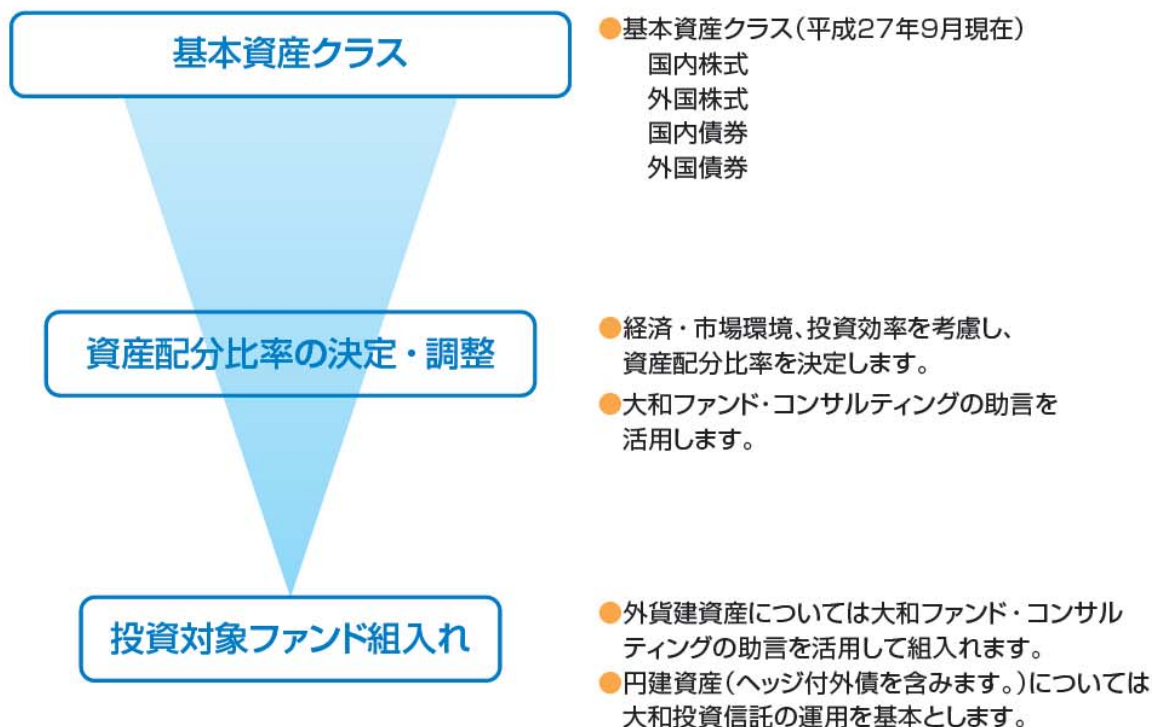 基本資産クラス
●基本資産クラス(平成27年9月現在)
国内株式
外国株式
国内債券
外国債券
資産配分比率の決定・調整
●経済・市場環境、投資効率を考慮し、
資産配分比率を決定します。
●大和ファンド・コンサルティングの助言を
活用します。
投資対象ファンド組入れ
●外貨建資産については大和ファンド・コンサル
ティングの助言を活用して組入れます。
●円建資産(ヘッジ付外債を含みます。)については
大和投資信託の運用を基本とします。